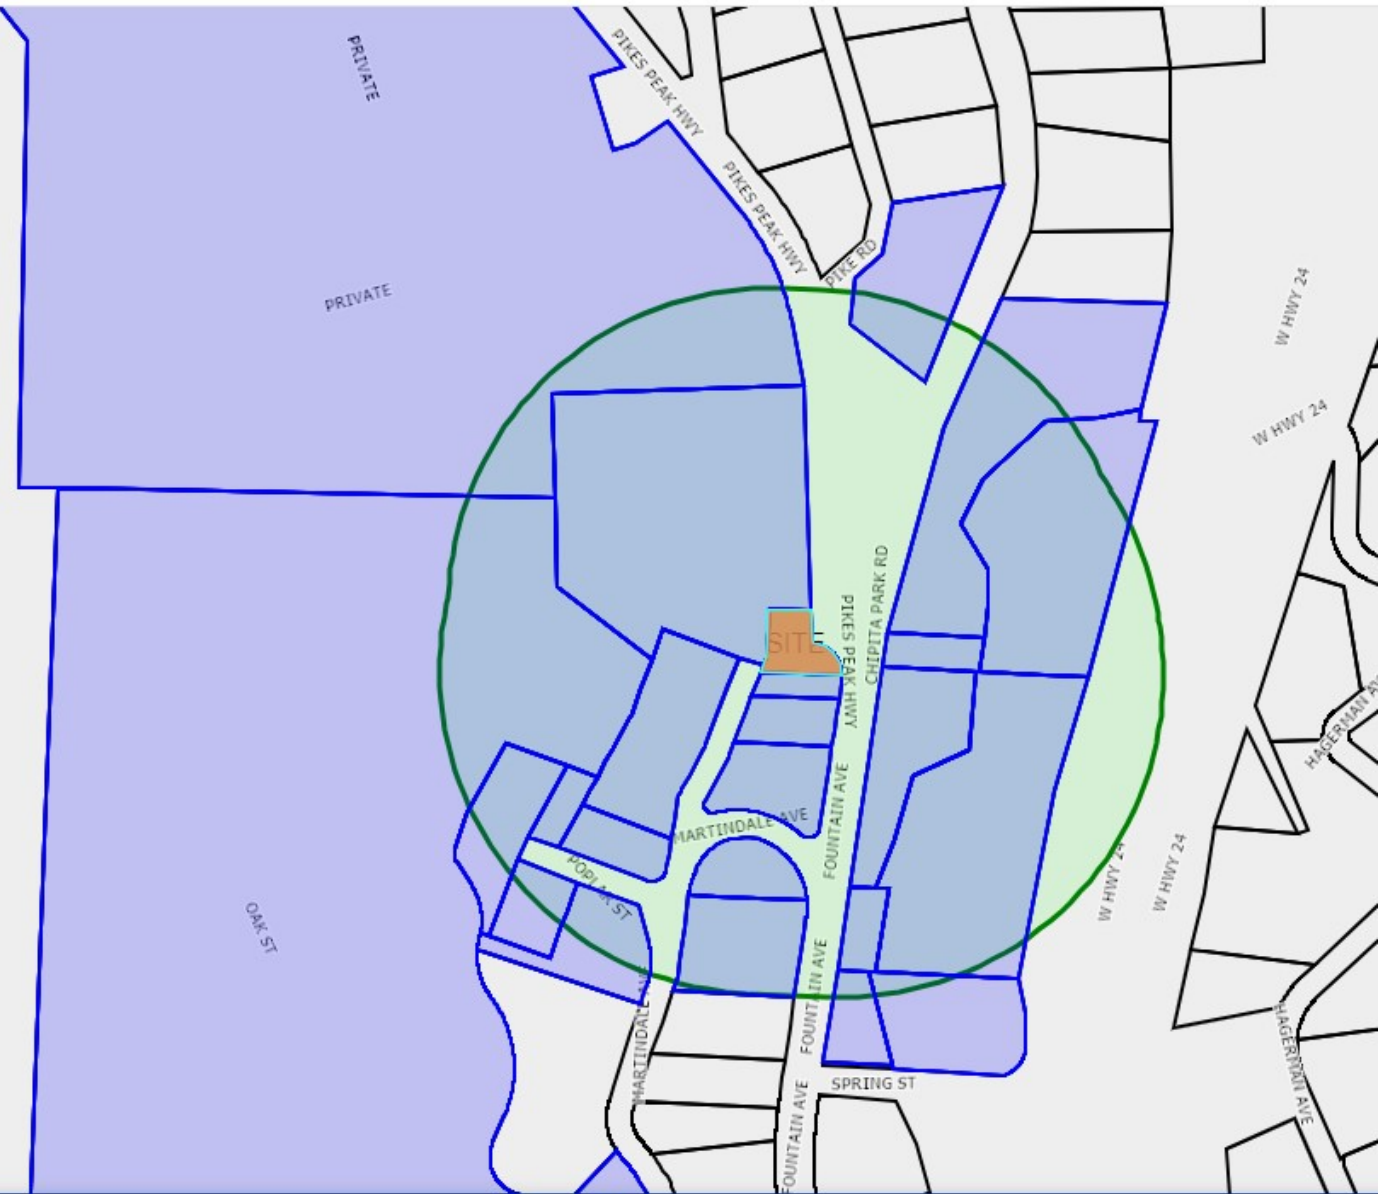 PRIVATE
PIKES PEAK HWY
PIKES PEAK HWY
PIKE RD
PRIVATE
W HWY 24
W HWY 24
CHIPITA PARK RD
PIKES PEAK HWY
SITE
HAGERMAN AV
FOUNTAIN AVE
MARTINDALE AVE
POPLAR ST
W HWY 24
W HWY 24
OAK ST
FOUNTAIN AVE
MARTINDALE AVE
HAGERMAN AVE
SPRING ST
FOUNTAIN AVE